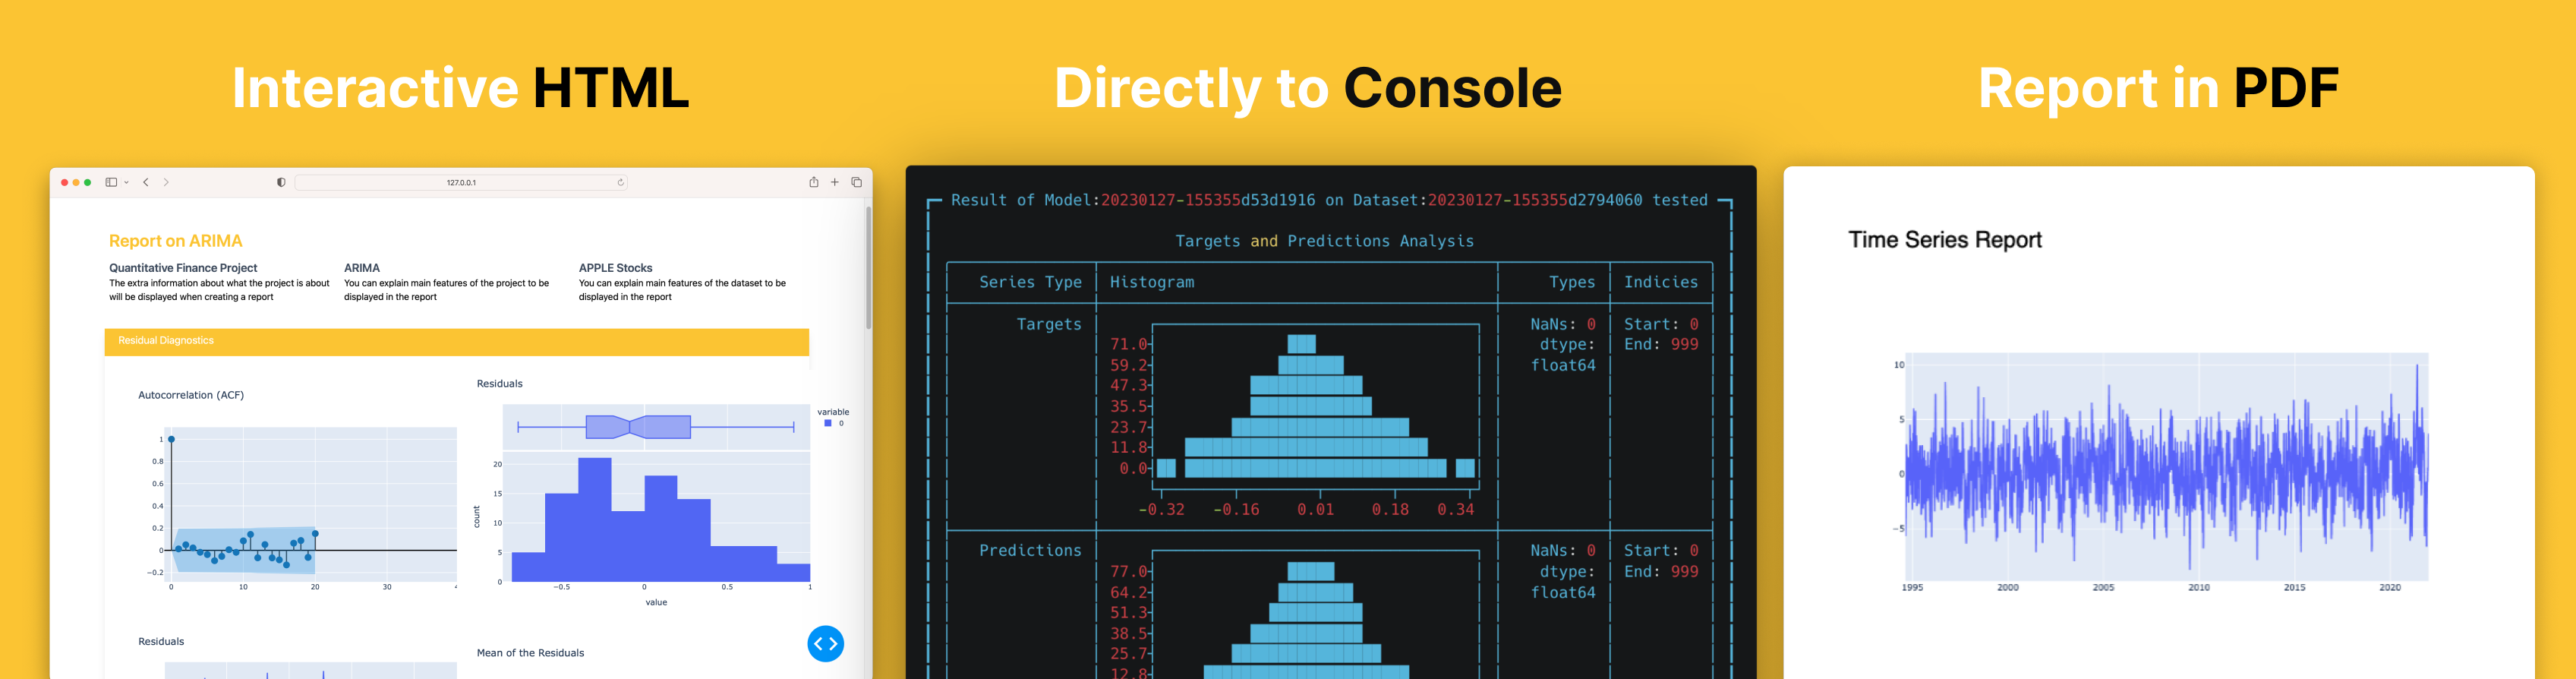 Interactive HTML
Directly to Console
Report in PDF
127.0.0.1
Report on ARIMA
Quantitative Finance Project
The extra information about what the project is about
will be displayed when creating a report
ARIMA
You can explain main features of the project to be
displayed in the report
APPLE Stocks
You can explain main features of the dataset to be
displayed in the report
Residual Diagnostics
Autocorrelation (ACF)
1
0.8
0.6
0.4
0.2
0
−0.2
0 10 20 30
Residuals
variable
0
20
15
10
5
0
count
−0.5 0 0.5 1
value
Residuals
Mean of the Residuals
Result of Model:20230127-155355d53d1916 on Dataset:20230127-155355d2794060 tested
Targets and Predictions Analysis
Series Type Histogram Types Indicies
Targets NaNs: 0 Start: 0
71.0 dtype: End: 999
59.2 float64
47.3
35.5
23.7
11.8
0.0
-0.32 -0.16 0.01 0.18 0.34
Predictions NaNs: 0 Start: 0
77.0 dtype: End: 999
64.2 float64
51.3
38.5
25.7
12.8
Time Series Report
10
5
0
−5
1995 2000 2005 2010 2015 2020